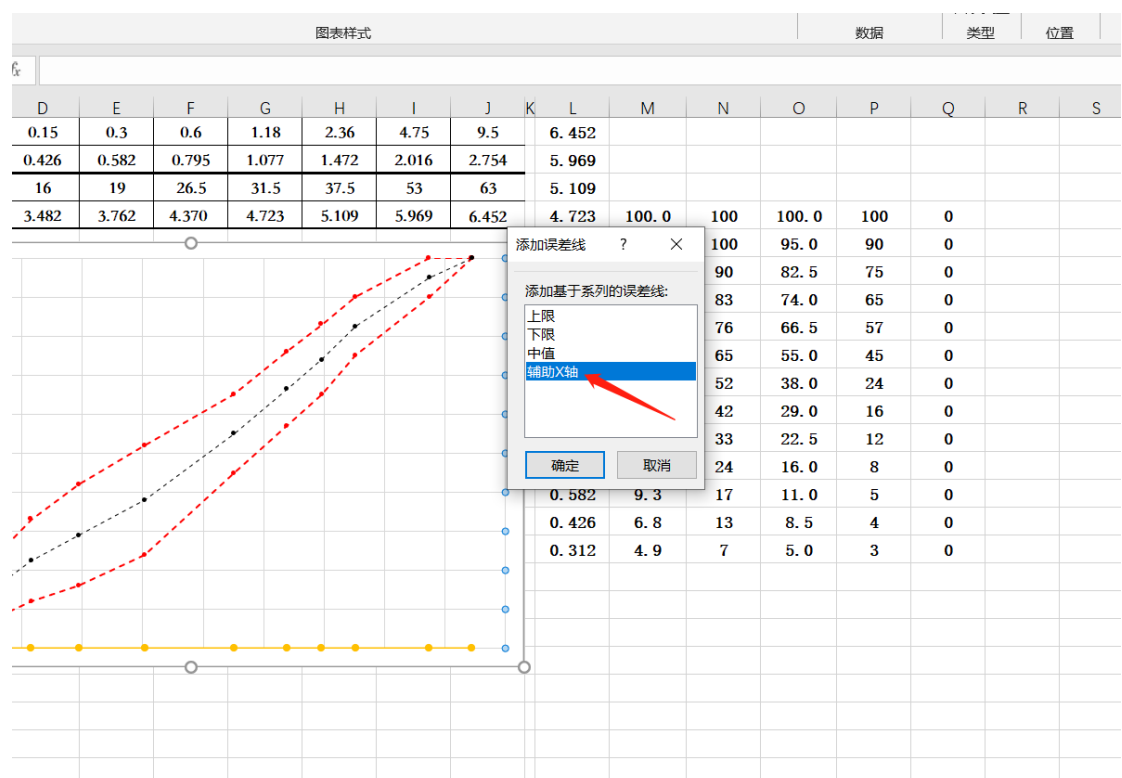 图表样式 数据 类型 位置
fx
D E F G H I J K L M N O P Q R S
0.15 0.3 0.6 1.18 2.36 4.75 9.5 6.452
0.426 0.582 0.795 1.077 1.472 2.016 2.754 5.969
16 19 26.5 31.5 37.5 53 63 5.109
3.482 3.762 4.370 4.723 5.109 5.969 6.452 4.723 100.0 100 100.0 100 0
添加误差线 ? × 100 95.0 90 0
90 82.5 75 0
添加基于系列的误差线: 83 74.0 65 0
上限
下限 76 66.5 57 0
中值 65 55.0 45 0
辅助X轴
52 38.0 24 0
42 29.0 16 0
33 22.5 12 0
确定 取消 24 16.0 8 0
0.582 9.3 17 11.0 5 0
0.426 6.8 13 8.5 4 0
0.312 4.9 7 5.0 3 0